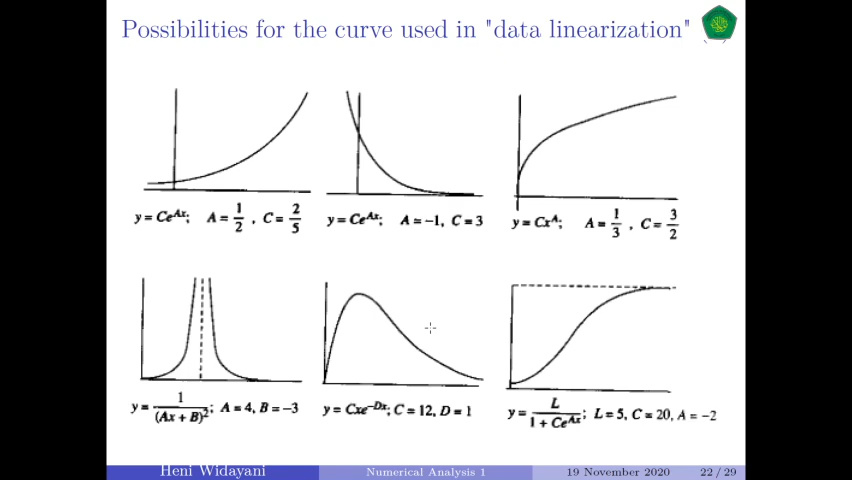 Possibilities for the curve used in "data linearization"
y = Ce^{Ax}; A = 1/2 , C = 2/5
y = Ce^{Ax}; A = −1, C = 3
y = Cx^A; A = 1/3 , C = 3/2
y = 1/(Ax + B)^2; A = 4, B = −3
y = Cxe^{−Dx}; C = 12, D = 1
y = L/(1 + Ce^{Ax}); L = 5, C = 20, A = −2
Heni Widayani Numerical Analysis 1 19 November 2020 22 / 29